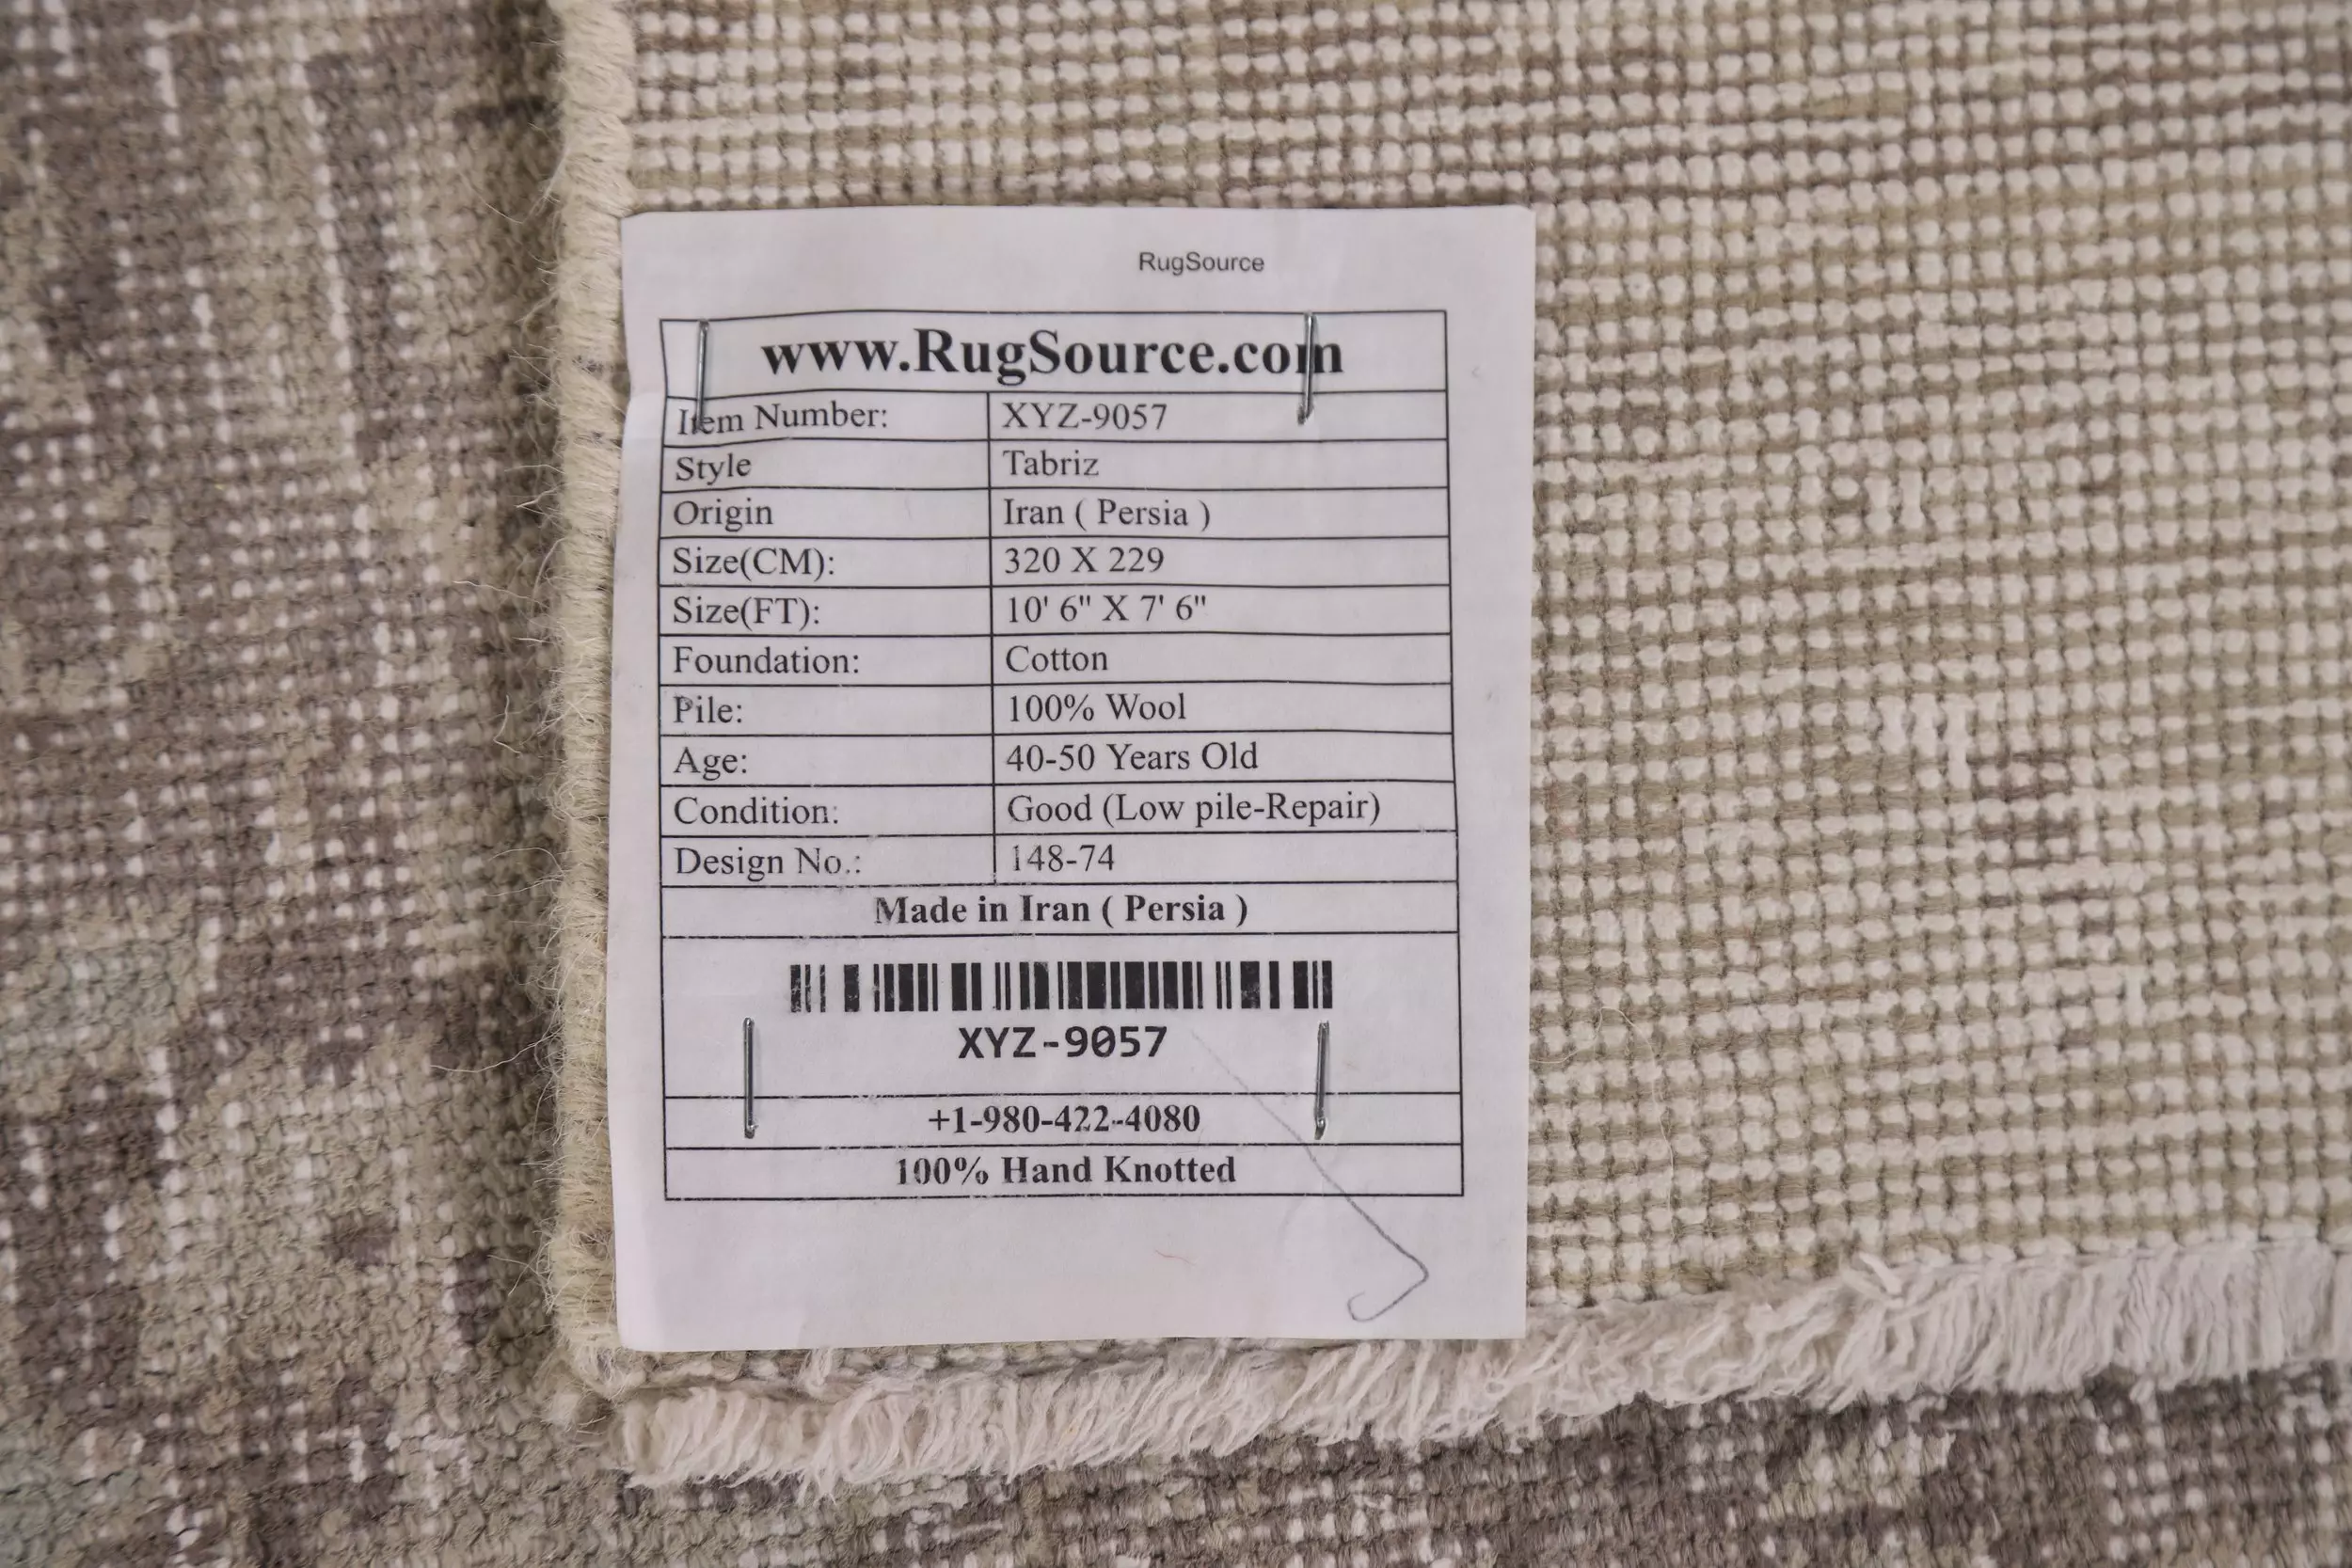 RugSource
www.RugSource.com
Item Number: XYZ-9057
Style Tabriz
Origin Iran ( Persia )
Size(CM): 320 X 229
Size(FT): 10' 6" X 7' 6"
Foundation: Cotton
Pile: 100% Wool
Age: 40-50 Years Old
Condition: Good (Low pile-Repair)
Design No.: 148-74
Made in Iran ( Persia )
XYZ-9057
+1-980-422-4080
100% Hand Knotted